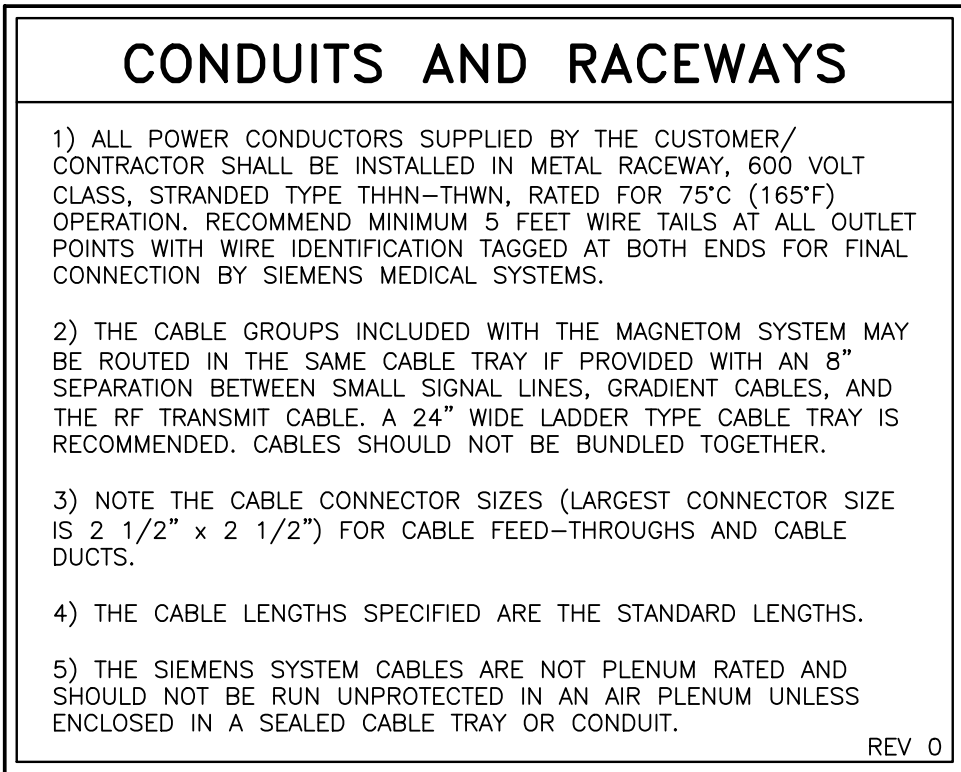 CONDUITS AND RACEWAYS
1) ALL POWER CONDUCTORS SUPPLIED BY THE CUSTOMER/
CONTRACTOR SHALL BE INSTALLED IN METAL RACEWAY, 600 VOLT
CLASS, STRANDED TYPE THHN-THWN, RATED FOR 75°C (165°F)
OPERATION. RECOMMEND MINIMUM 5 FEET WIRE TAILS AT ALL OUTLET
POINTS WITH WIRE IDENTIFICATION TAGGED AT BOTH ENDS FOR FINAL
CONNECTION BY SIEMENS MEDICAL SYSTEMS.
2) THE CABLE GROUPS INCLUDED WITH THE MAGNETOM SYSTEM MAY
BE ROUTED IN THE SAME CABLE TRAY IF PROVIDED WITH AN 8"
SEPARATION BETWEEN SMALL SIGNAL LINES, GRADIENT CABLES, AND
THE RF TRANSMIT CABLE. A 24" WIDE LADDER TYPE CABLE TRAY IS
RECOMMENDED. CABLES SHOULD NOT BE BUNDLED TOGETHER.
3) NOTE THE CABLE CONNECTOR SIZES (LARGEST CONNECTOR SIZE
IS 2 1/2" x 2 1/2") FOR CABLE FEED-THROUGHS AND CABLE
DUCTS.
4) THE CABLE LENGTHS SPECIFIED ARE THE STANDARD LENGTHS.
5) THE SIEMENS SYSTEM CABLES ARE NOT PLENUM RATED AND
SHOULD NOT BE RUN UNPROTECTED IN AN AIR PLENUM UNLESS
ENCLOSED IN A SEALED CABLE TRAY OR CONDUIT.
REV 0